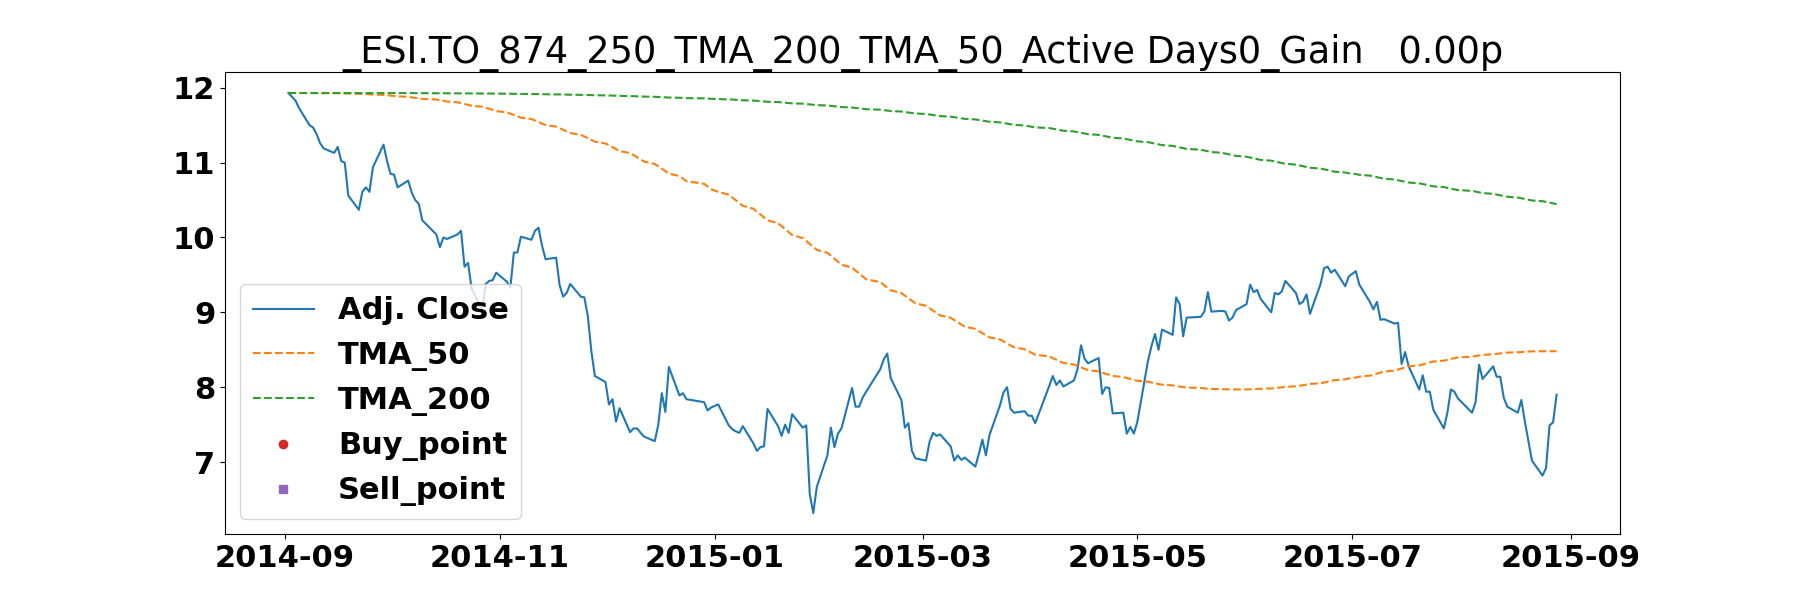 _ESI.TO_874_250_TMA_200_TMA_50_Active Days0_Gain   0.00p
12
11
10
9
8
7
Adj. Close
TMA_50
TMA_200
Buy_point
Sell_point
2014-09 2014-11 2015-01 2015-03 2015-05 2015-07 2015-09